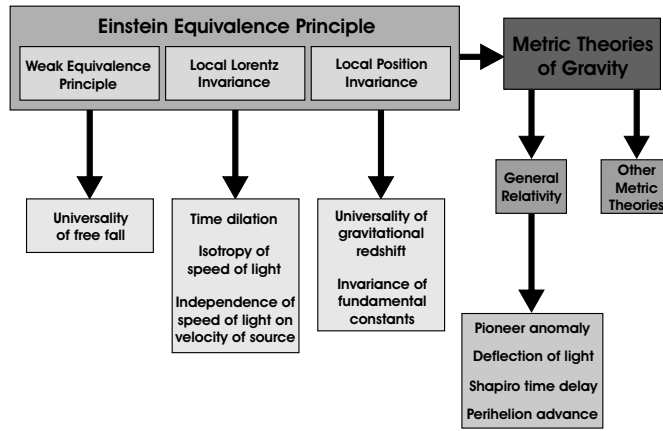 Einstein Equivalence Principle
Weak Equivalence
Principle
Local Lorentz
Invariance
Local Position
Invariance
Metric Theories
of Gravity
Universality
of free fall
Time dilation
Isotropy of
speed of light
Independence of
speed of light on
velocity of source
Universality of
gravitational
redshift
Invariance of
fundamental
constants
General
Relativity
Other
Metric
Theories
Pioneer anomaly
Deflection of light
Shapiro time delay
Perihelion advance